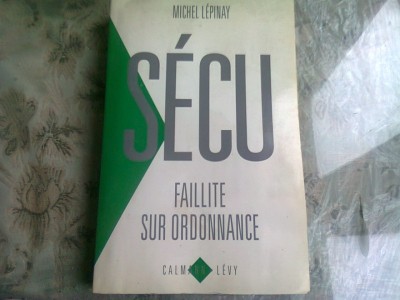 MICHEL LÉPINAY
SÉCU
FAILLITE
SUR ORDONNANCE
CALMANN LÉVY